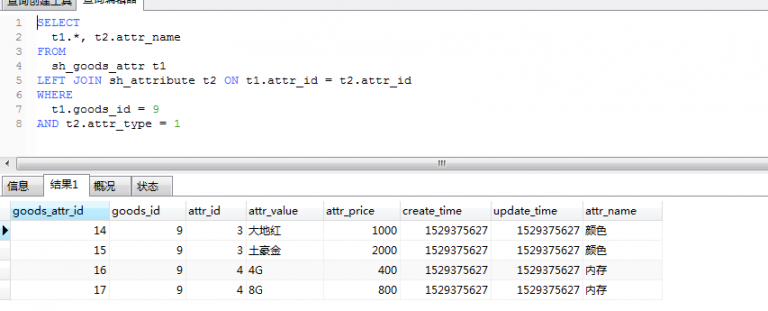 查询创建工具 查询编辑器
1 SELECT
2 t1.*, t2.attr_name
3 FROM
4 sh_goods_attr t1
5 LEFT JOIN sh_attribute t2 ON t1.attr_id = t2.attr_id
6 WHERE
7 t1.goods_id = 9
8 AND t2.attr_type = 1
信息 结果1 概况 状态
goods_attr_id goods_id attr_id attr_value attr_price create_time update_time attr_name
14 9 3 大地红 1000 1529375627 1529375627 颜色
15 9 3 土豪金 2000 1529375627 1529375627 颜色
16 9 4 4G 400 1529375627 1529375627 内存
17 9 4 8G 800 1529375627 1529375627 内存